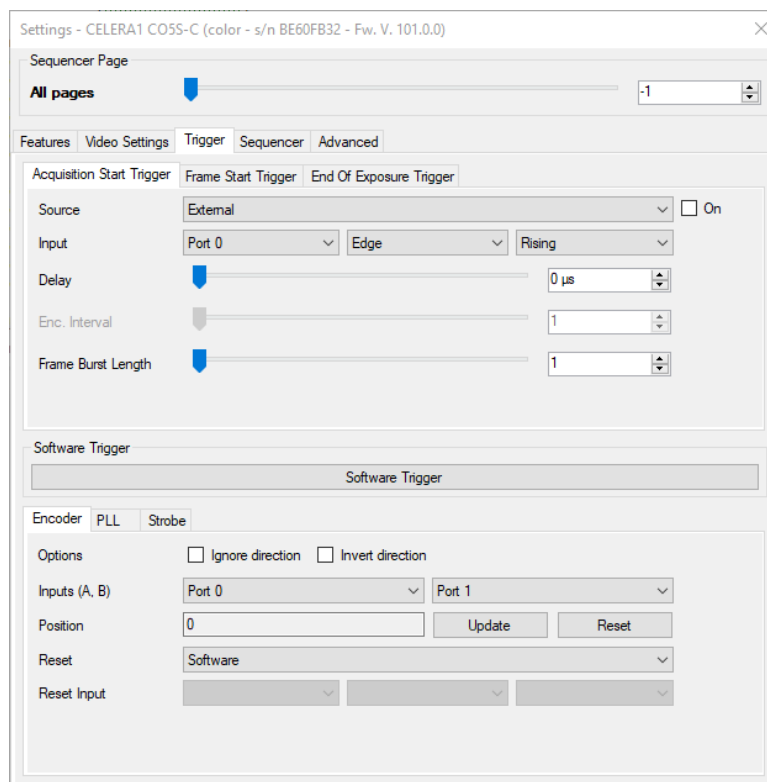 Settings - CELERA1 CO5S-C (color - s/n BE60FB32 - Fw. V. 101.0.0)
Sequencer Page
All pages -1
Features Video Settings Trigger Sequencer Advanced
Acquisition Start Trigger Frame Start Trigger End Of Exposure Trigger
Source External On
Input Port 0 Edge Rising
Delay 0 µs
Enc. Interval 1
Frame Burst Length 1
Software Trigger
Software Trigger
Encoder PLL Strobe
Options Ignore direction Invert direction
Inputs (A, B) Port 0 Port 1
Position 0 Update Reset
Reset Software
Reset Input